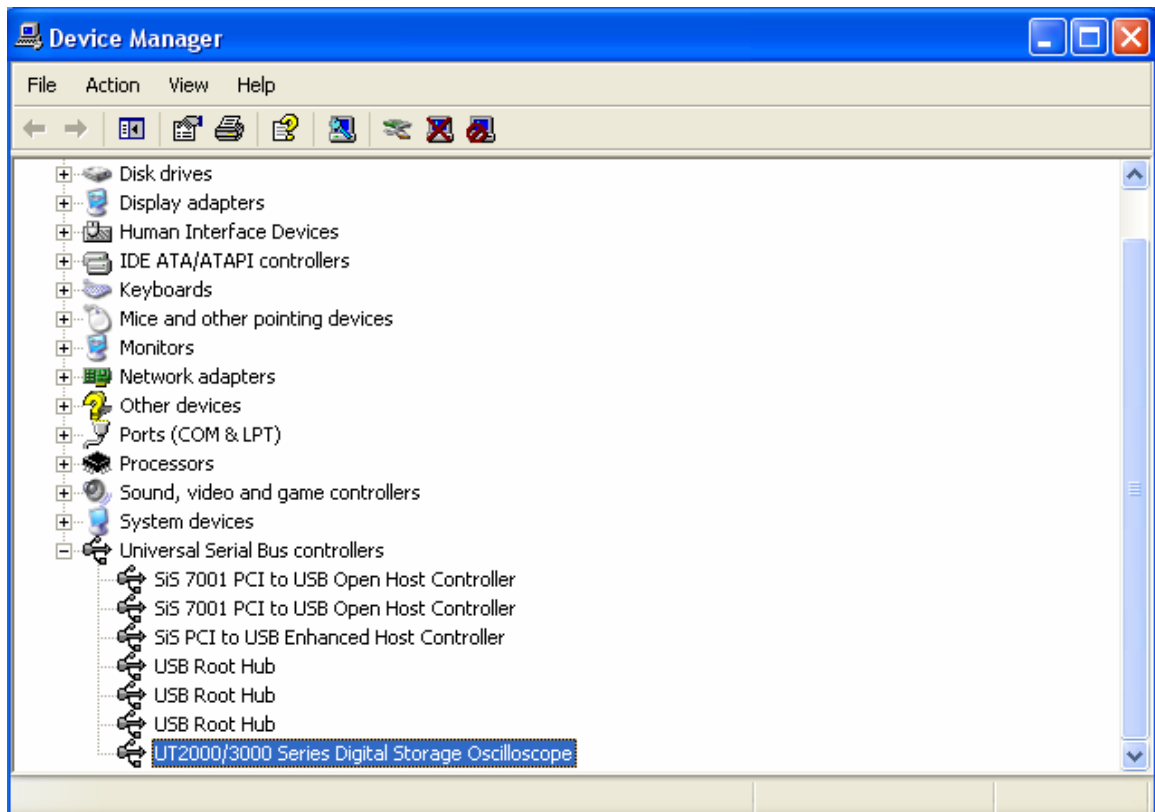 Device Manager
File Action View Help
Disk drives
Display adapters
Human Interface Devices
IDE ATA/ATAPI controllers
Keyboards
Mice and other pointing devices
Monitors
Network adapters
Other devices
Ports (COM & LPT)
Processors
Sound, video and game controllers
System devices
Universal Serial Bus controllers
SiS 7001 PCI to USB Open Host Controller
SiS 7001 PCI to USB Open Host Controller
SiS PCI to USB Enhanced Host Controller
USB Root Hub
USB Root Hub
USB Root Hub
UT2000/3000 Series Digital Storage Oscilloscope